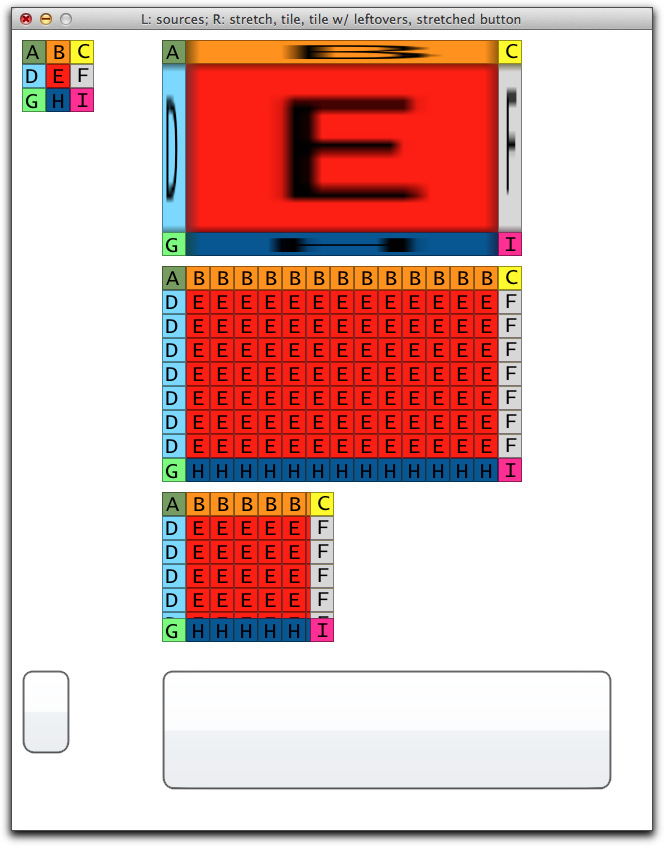 L: sources; R: stretch, tile, tile w/ leftovers, stretched button
A B C
D E F
G H I
A B C
D E F
G H I
A B B B B B B B B B B B B B C
D E E E E E E E E E E E E E F
D E E E E E E E E E E E E E F
D E E E E E E E E E E E E E F
D E E E E E E E E E E E E E F
D E E E E E E E E E E E E E F
D E E E E E E E E E E E E E F
D E E E E E E E E E E E E E F
G H H H H H H H H H H H H H I
A B B B B B C
D E E E E E F
D E E E E E F
D E E E E E F
D E E E E E F
G H H H H H I